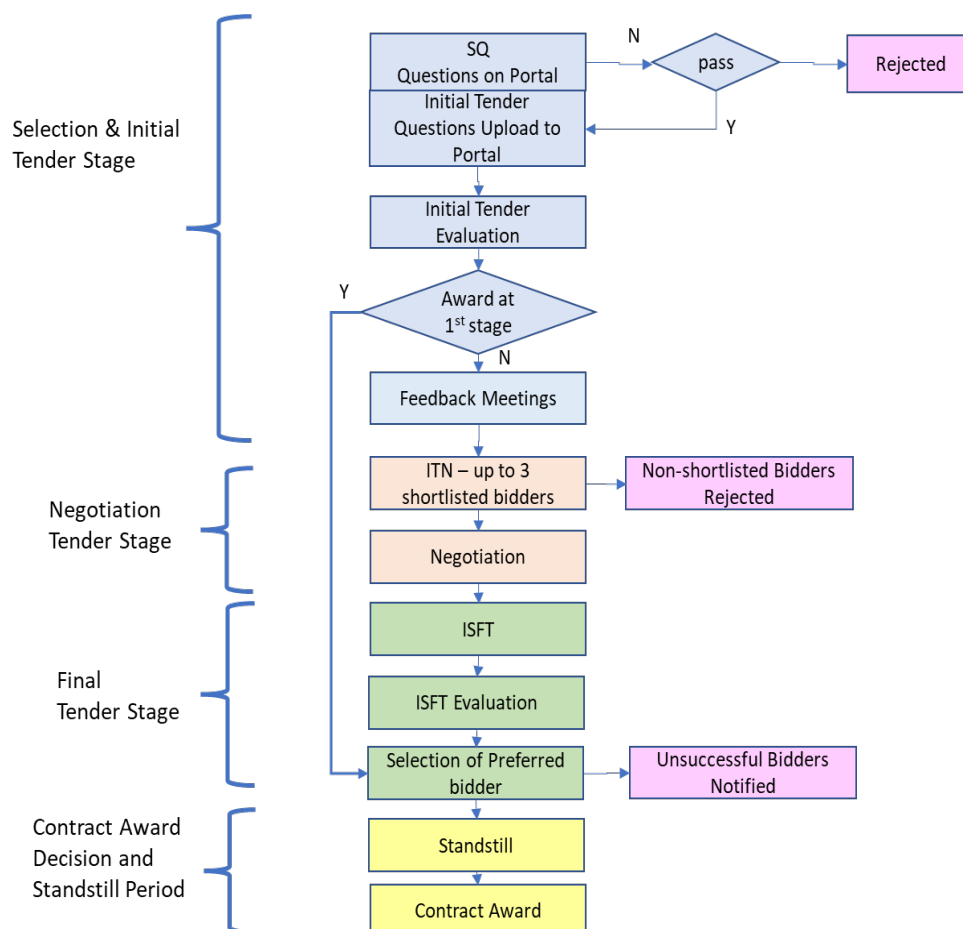 Selection & Initial
Tender Stage
SQ
Questions on Portal
N
pass
Rejected
Initial Tender
Questions Upload to
Portal
Y
Initial Tender
Evaluation
Y
Award at
1st stage
N
Feedback Meetings
Negotiation
Tender Stage
ITN – up to 3
shortlisted bidders
Non-shortlisted Bidders
Rejected
Negotiation
Final
Tender Stage
ISFT
ISFT Evaluation
Selection of Preferred
bidder
Unsuccessful Bidders
Notified
Contract Award
Decision and
Standstill Period
Standstill
Contract Award